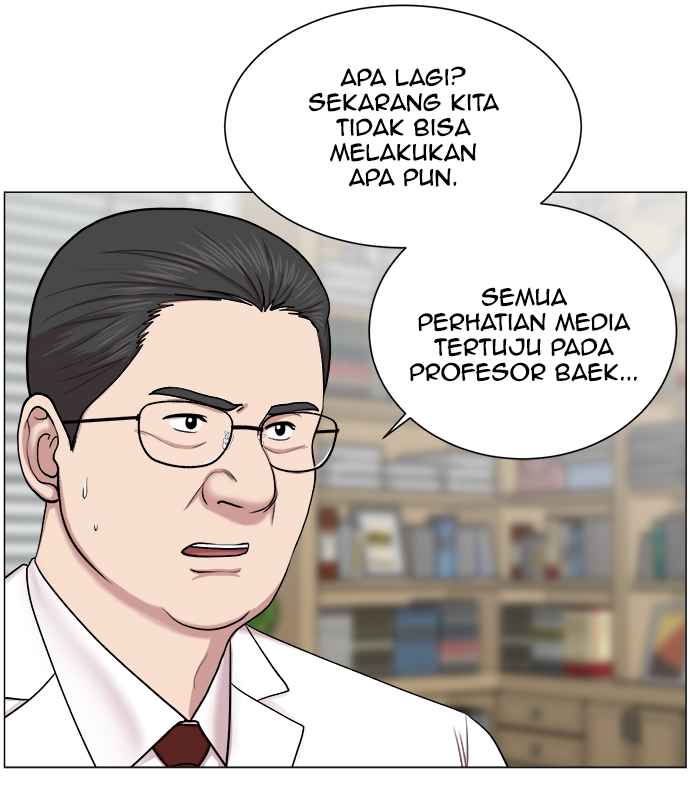 APA LAGI?
SEKARANG KITA
TIDAK BISA
MELAKUKAN
APA PUN.
SEMUA
PERHATIAN MEDIA
TERTUJU PADA
PROFESOR BAEK...